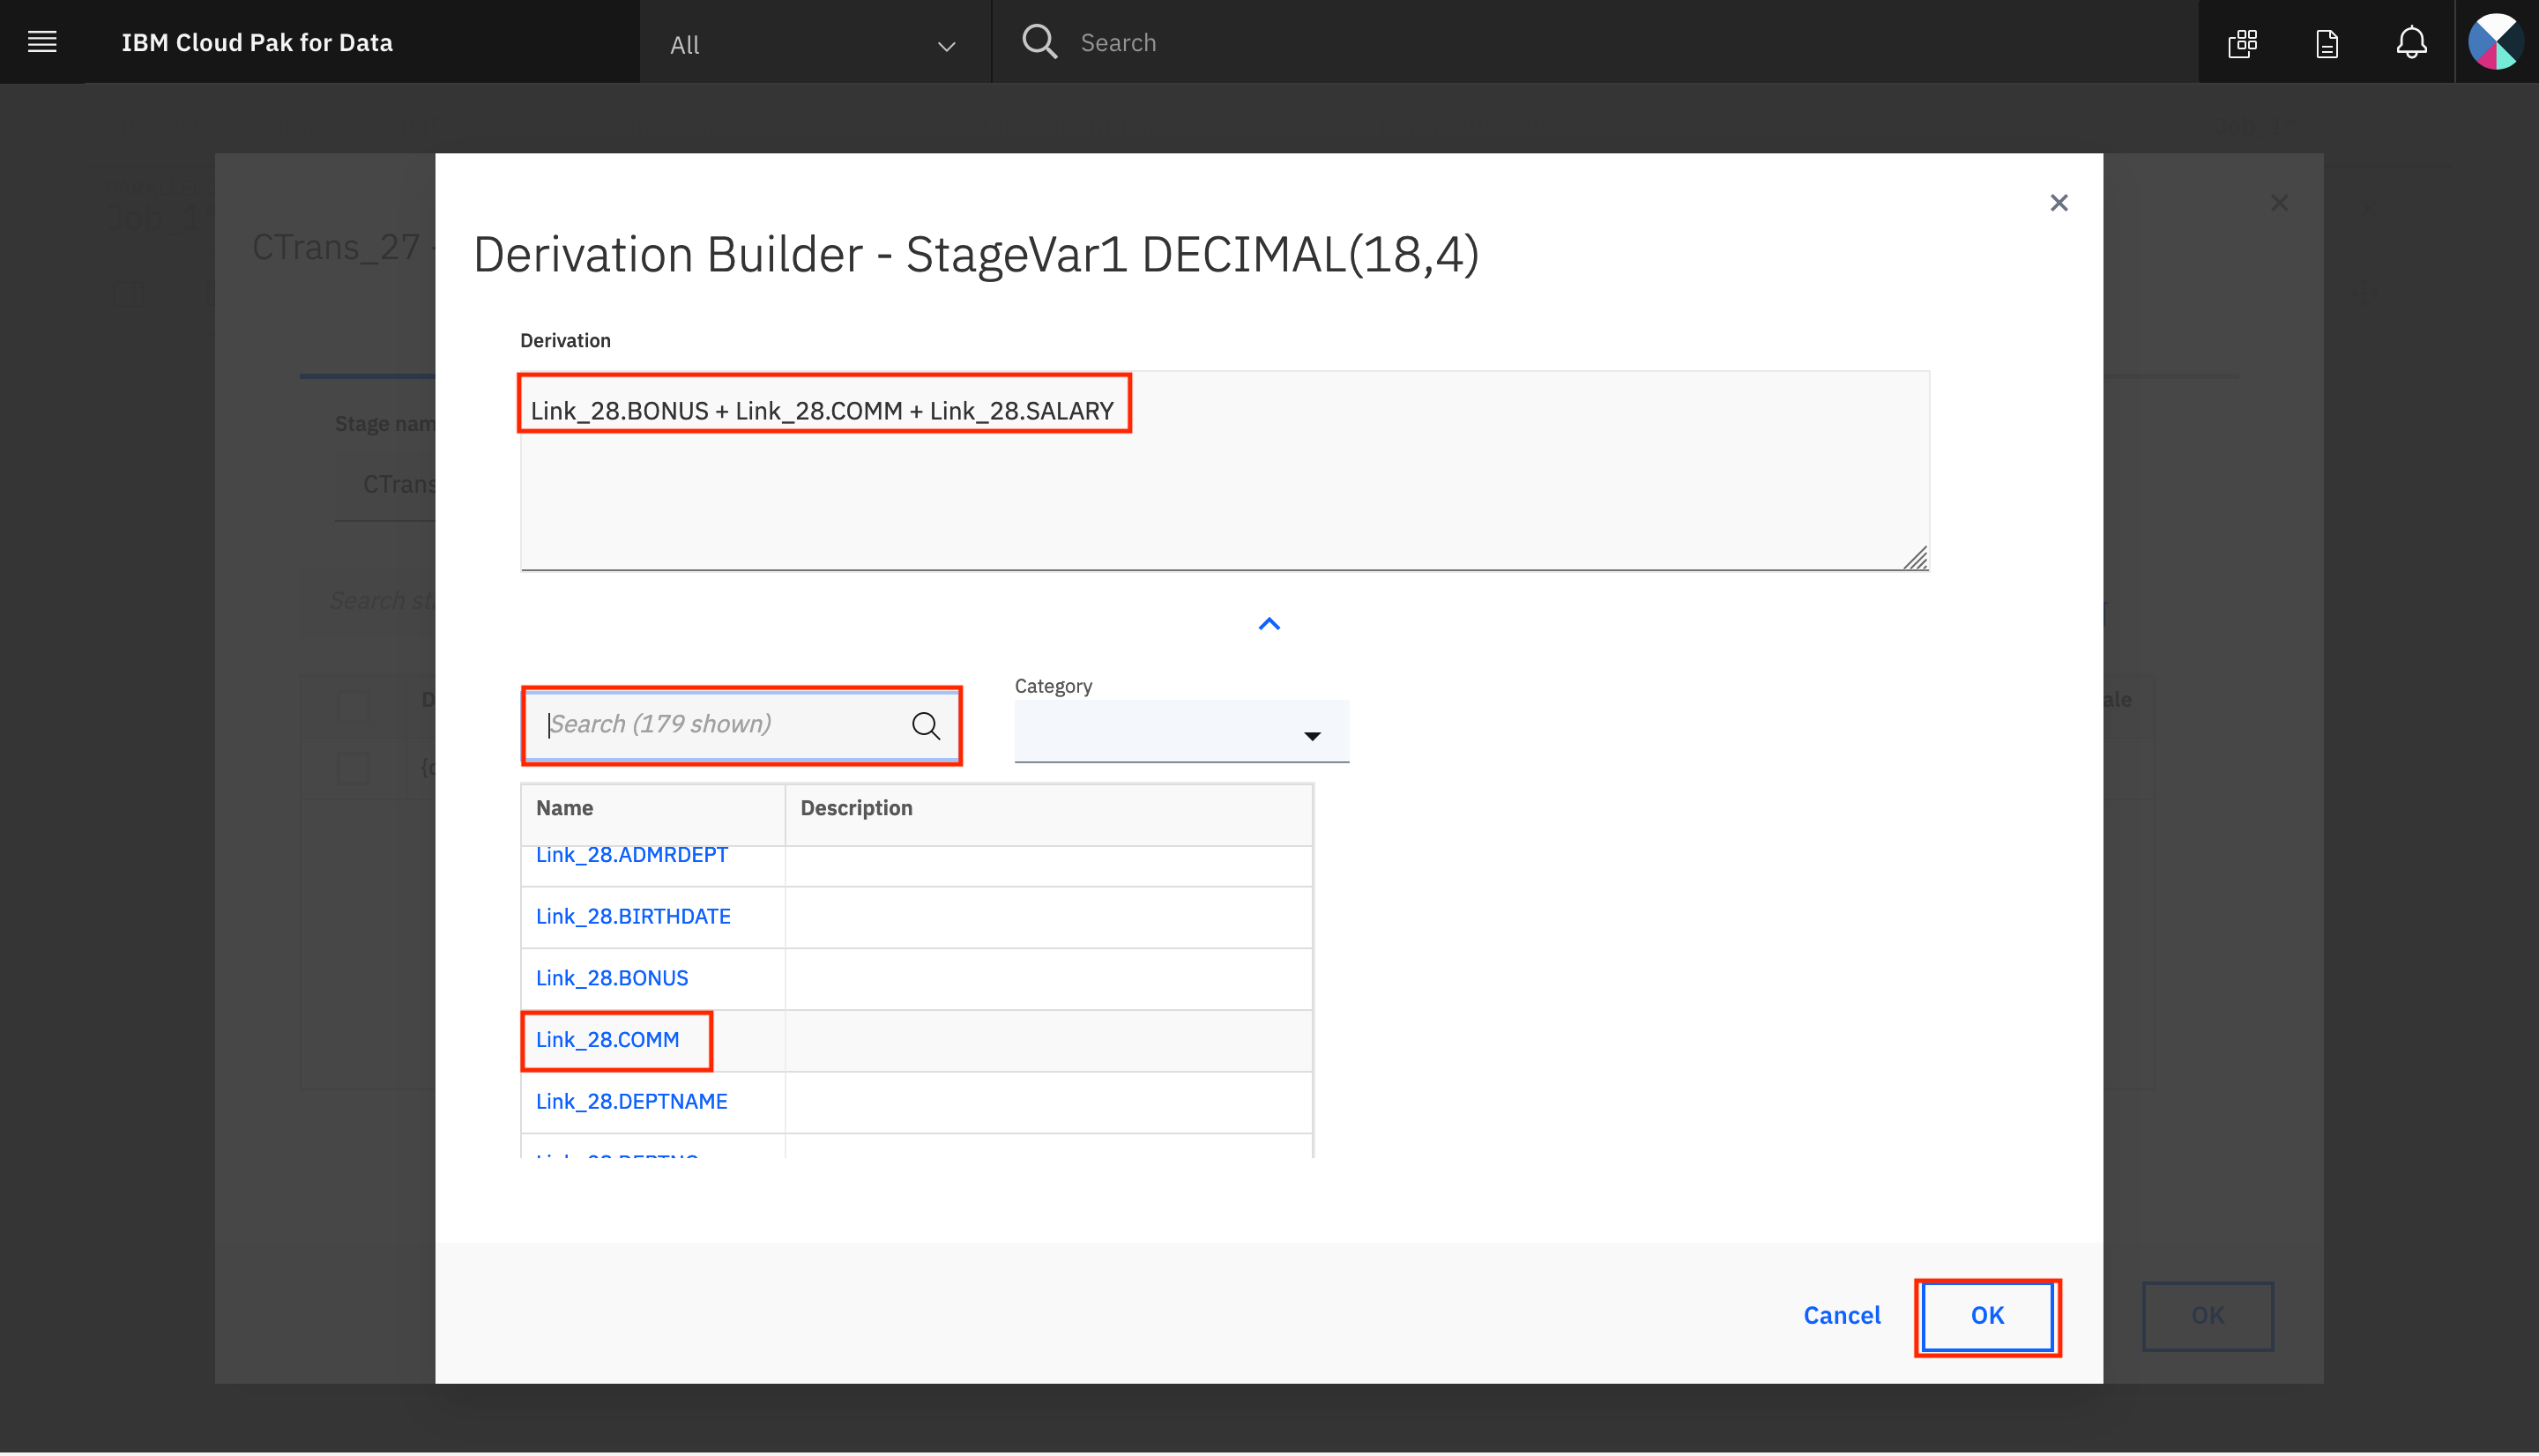 IBM Cloud Pak for Data
All
Search
CTrans_27 -
Derivation Builder - StageVar1 DECIMAL(18,4)
Derivation
Link_28.BONUS + Link_28.COMM + Link_28.SALARY
Stage nam
CTrans
Search st
Search (179 shown)
Category
Name Description
Link_28.ADMRDEPT
Link_28.BIRTHDATE
Link_28.BONUS
Link_28.COMM
Link_28.DEPTNAME
Cancel
OK
OK